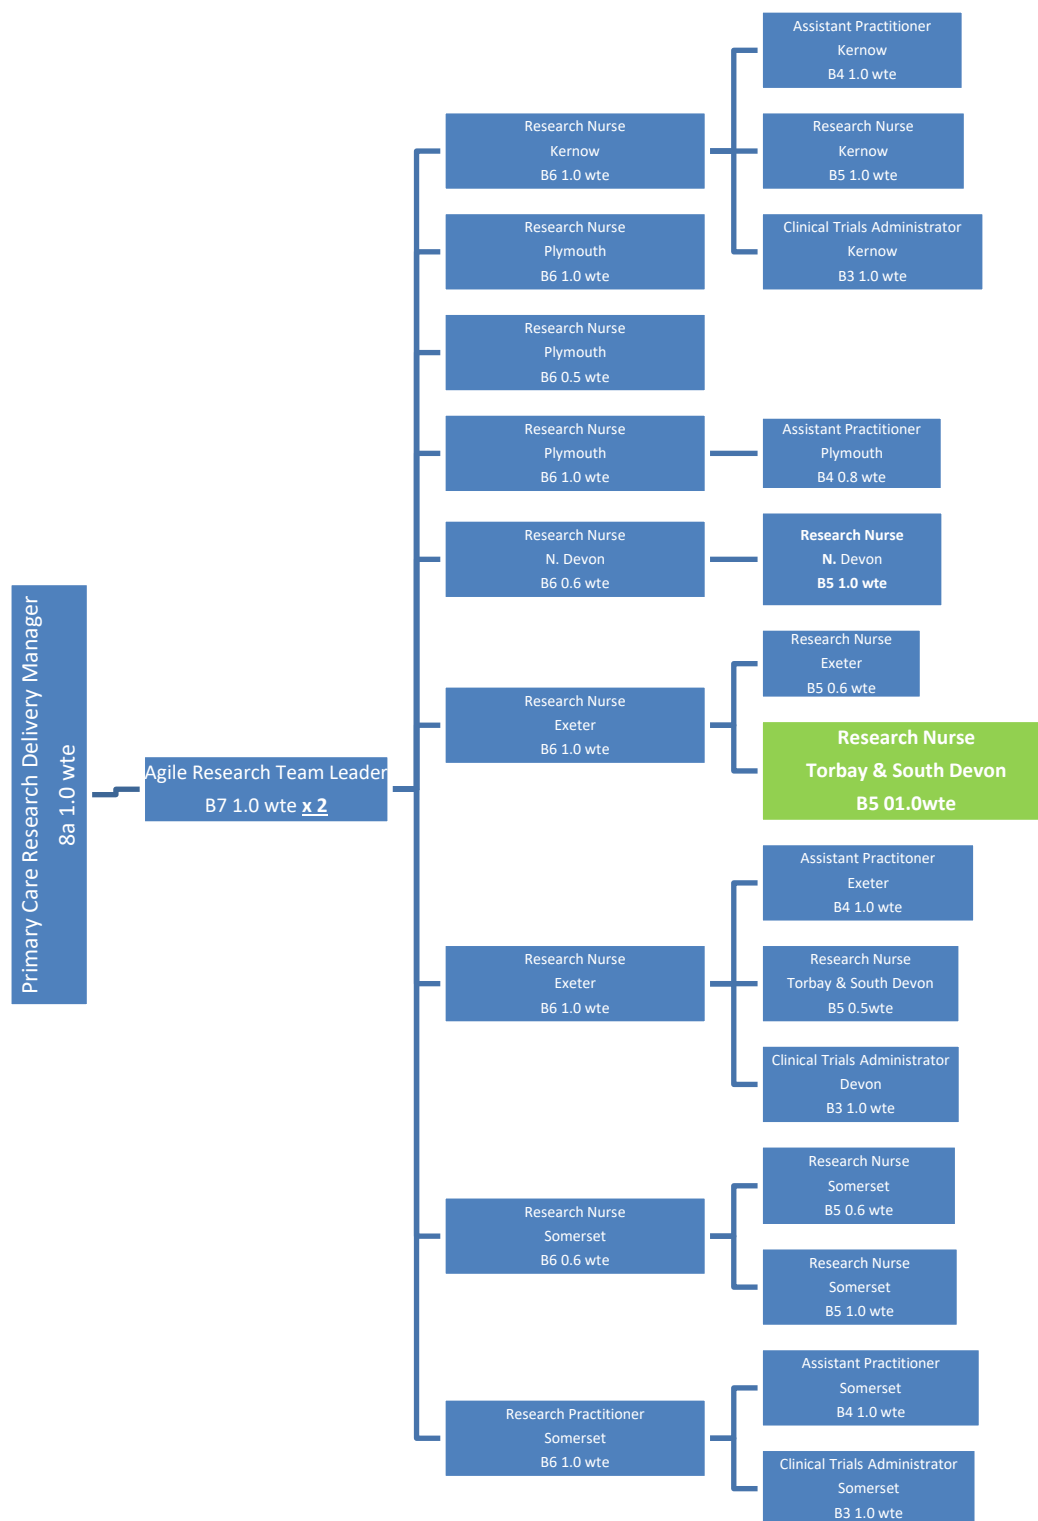 Primary Care Research Delivery Manager
8a 1.0 wte
Agile Research Team Leader
B7 1.0 wte x 2
Research Nurse
Kernow
B6 1.0 wte
Assistant Practitioner
Kernow
B4 1.0 wte
Research Nurse
Kernow
B5 1.0 wte
Clinical Trials Administrator
Kernow
B3 1.0 wte
Research Nurse
Plymouth
B6 1.0 wte
Research Nurse
Plymouth
B6 0.5 wte
Research Nurse
Plymouth
B6 1.0 wte
Assistant Practitioner
Plymouth
B4 0.8 wte
Research Nurse
N. Devon
B6 0.6 wte
Research Nurse
N. Devon
B5 1.0 wte
Research Nurse
Exeter
B6 1.0 wte
Research Nurse
Exeter
B5 0.6 wte
Research Nurse
Torbay & South Devon
B5 01.0wte
Research Nurse
Exeter
B6 1.0 wte
Assistant Practitoner
Exeter
B4 1.0 wte
Research Nurse
Torbay & South Devon
B5 0.5wte
Clinical Trials Administrator
Devon
B3 1.0 wte
Research Nurse
Somerset
B6 0.6 wte
Research Nurse
Somerset
B5 0.6 wte
Research Nurse
Somerset
B5 1.0 wte
Research Practitioner
Somerset
B6 1.0 wte
Assistant Practitioner
Somerset
B4 1.0 wte
Clinical Trials Administrator
Somerset
B3 1.0 wte